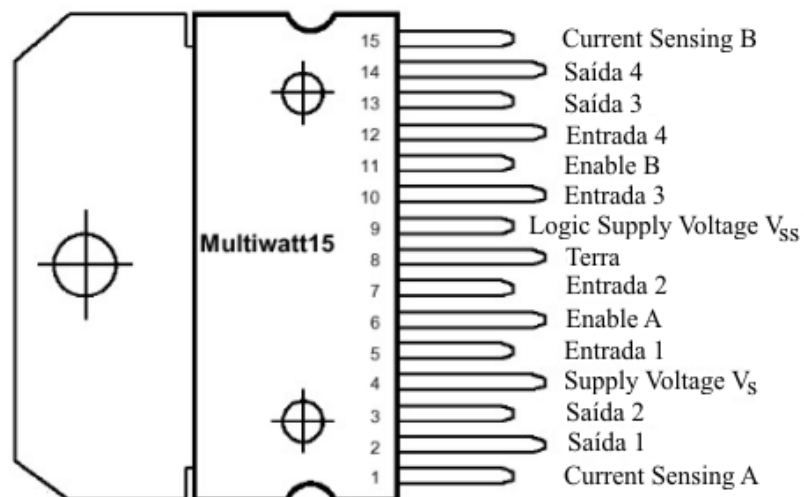 15 Current Sensing B
14 Saída 4
13 Saída 3
12 Entrada 4
11 Enable B
10 Entrada 3
9 Logic Supply Voltage Vss
8 Terra
Multiwatt15
7 Entrada 2
6 Enable A
5 Entrada 1
4 Supply Voltage Vs
3 Saída 2
2 Saída 1
1 Current Sensing A